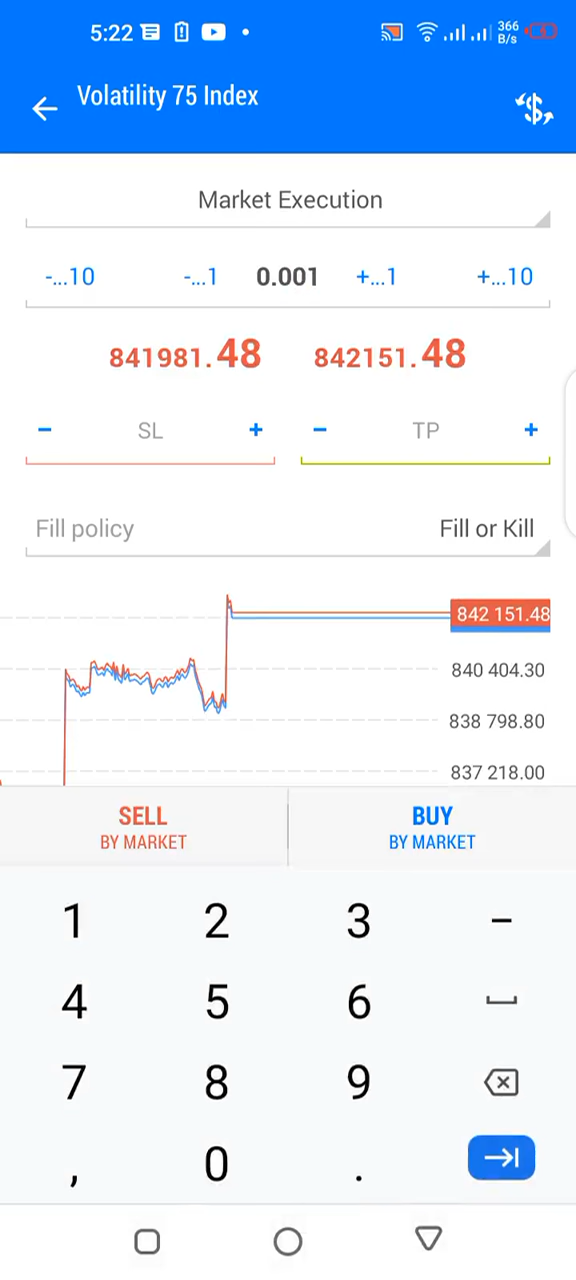 5:22
366
B/s
Volatility 75 Index
Market Execution
-...10 -...1 0.001 +...1 +...10
841981.48 842151.48
- SL + - TP +
Fill policy Fill or Kill
842 151.48
840 404.30
838 798.80
837 218.00
SELL BUY
BY MARKET BY MARKET
1 2 3 -
4 5 6
7 8 9
, 0 .